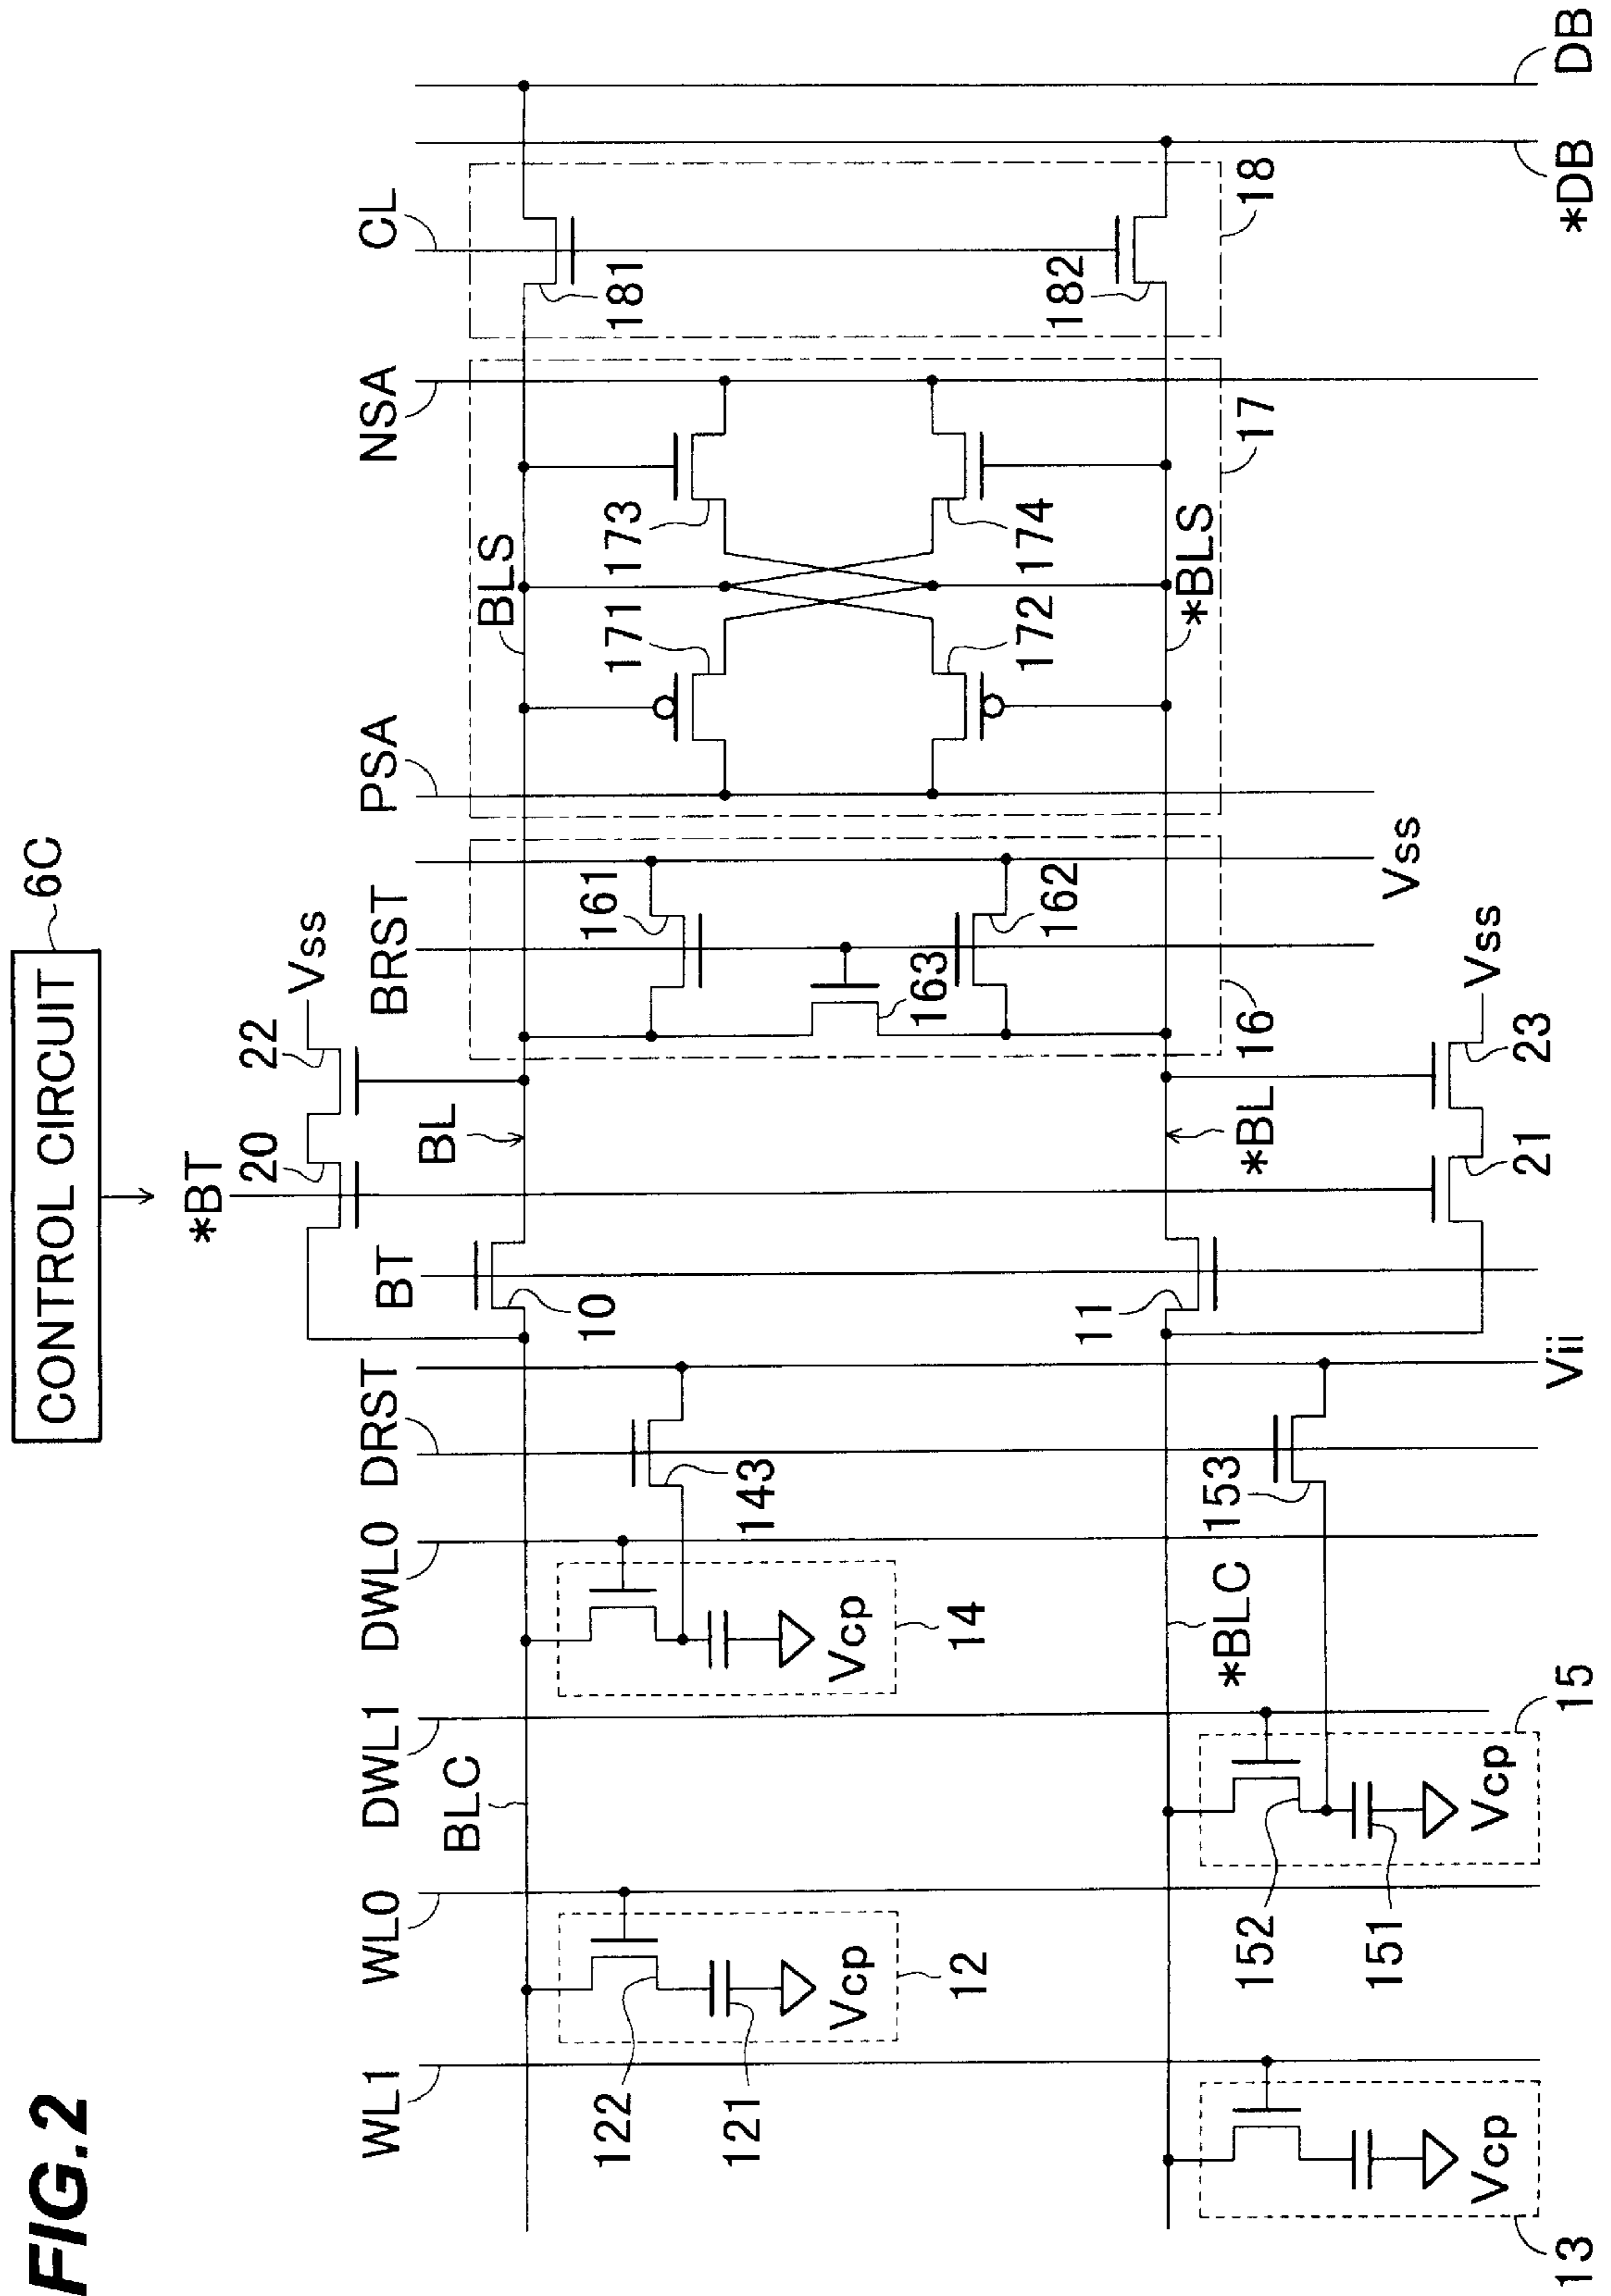 FIG.2
CONTROL CIRCUIT
6C
*BT
20
22
Vss
WL1
WL0
DWL1
DWL0
DRST
BT
BRST
PSA
NSA
CL
BLC
BL
BLS
122
121
Vcp
12
Vcp
14
143
10
161
163
162
16
171
172
173
174
17
181
182
18
11
*BL
*BLS
*BLC
153
13
Vcp
152
151
Vcp
15
Vii
21
23
Vss
Vss
*DB
DB